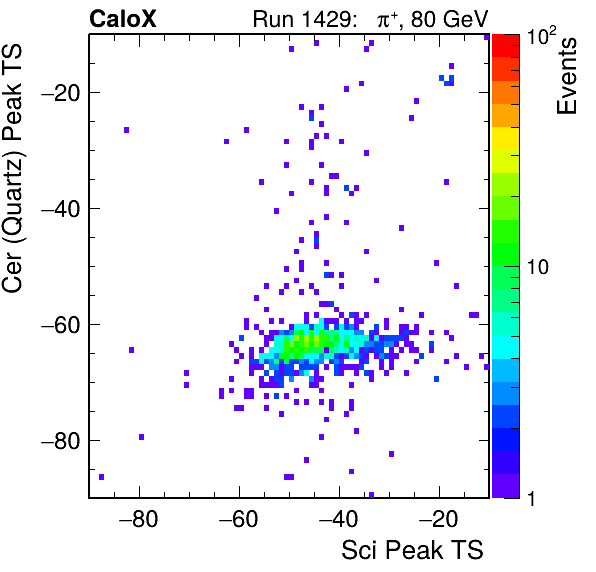 CaloX Run 1429: π⁺, 80 GeV
Cer (Quartz) Peak TS
−20
−40
−60
−80
−80 −60 −40 −20
Sci Peak TS
10²
10
1
Events